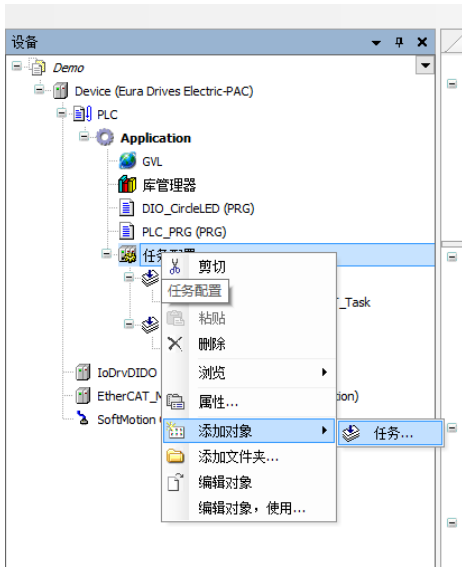 设备
Demo
Device (Eura Drives Electric-PAC)
PLC
Application
GVL
库管理器
DIO_CircleLED (PRG)
PLC_PRG (PRG)
任务配置
剪切
任务配置
_Task
粘贴
删除
IoDrvDIDO
浏览
EtherCAT_M
属性...
ion)
SoftMotion
添加对象
任务...
添加文件夹...
编辑对象
编辑对象，使用...